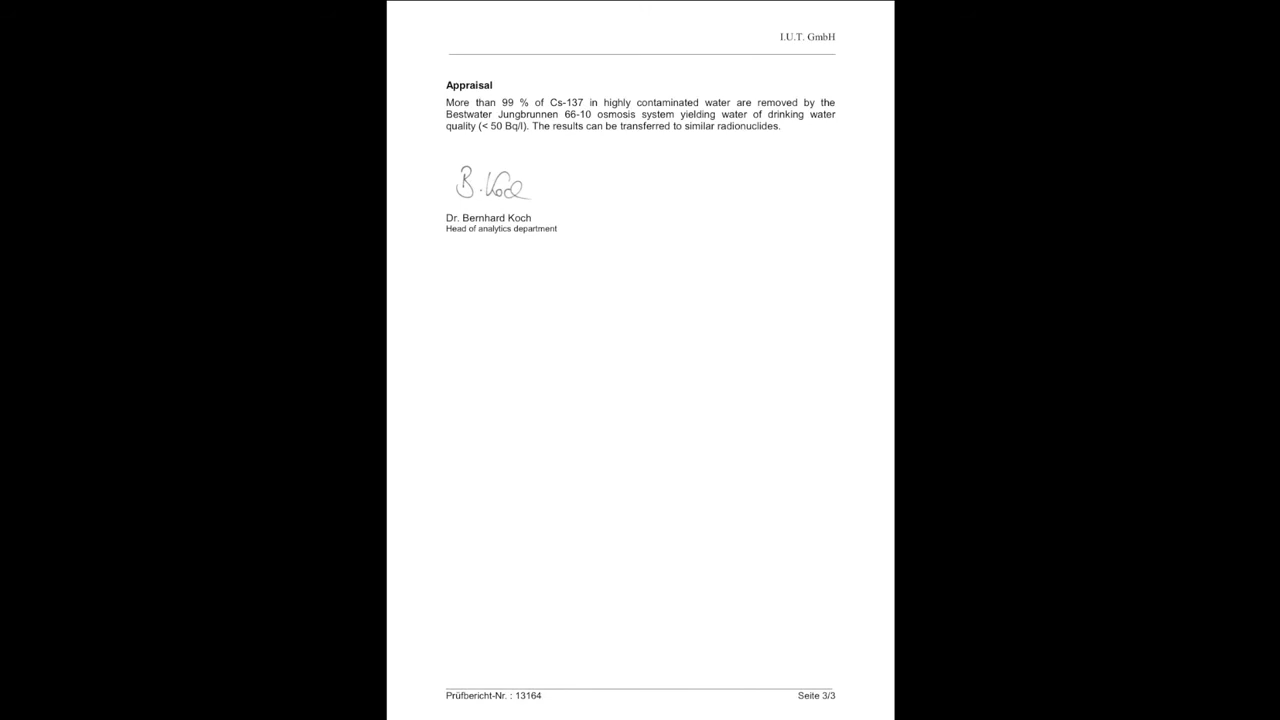 I.U.T. GmbH
Appraisal
More than 99 % of Cs-137 in highly contaminated water are removed by the
Bestwater Jungbrunnen 66-10 osmosis system yielding water of drinking water
quality (< 50 Bq/l). The results can be transferred to similar radionuclides.
B. Koch
Dr. Bernhard Koch
Head of analytics department
Prüfbericht-Nr. : 13164 Seite 3/3